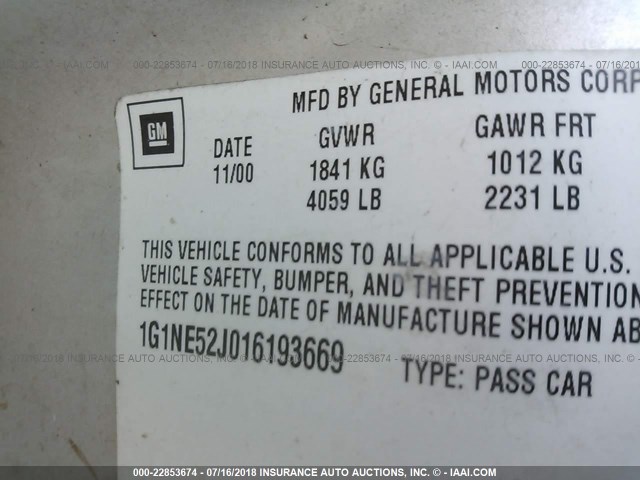 000-22853674 - 07/16/2018 INSURANCE AUTO AUCTIONS, INC. - © IAAI.COM
MFD BY GENERAL MOTORS CORP
GM
DATE GVWR GAWR FRT
11/00 1841 KG 1012 KG
4059 LB 2231 LB
THIS VEHICLE CONFORMS TO ALL APPLICABLE U.S.
VEHICLE SAFETY, BUMPER, AND THEFT PREVENTION
EFFECT ON THE DATE OF MANUFACTURE SHOWN AB
1G1NE52J016193669 TYPE: PASS CAR
000-22853674 - 07/16/2018 INSURANCE AUTO AUCTIONS, INC. - © IAAI.COM